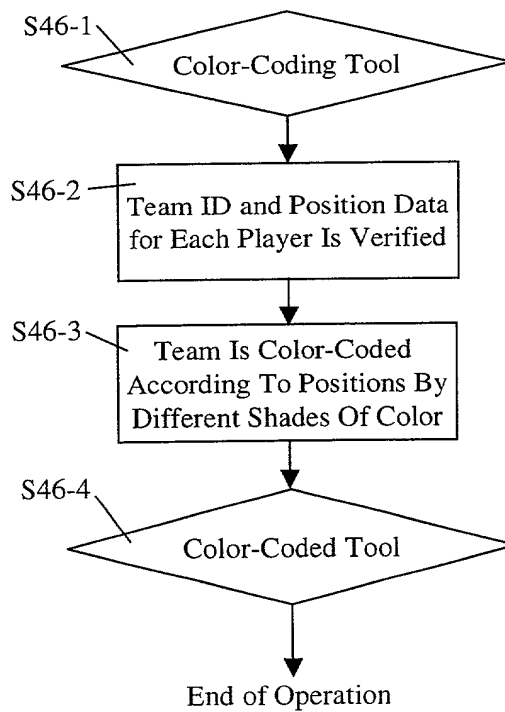 S46-1
Color-Coding Tool
S46-2
Team ID and Position Data
for Each Player Is Verified
S46-3
Team Is Color-Coded
According To Positions By
Different Shades Of Color
S46-4
Color-Coded Tool
End of Operation